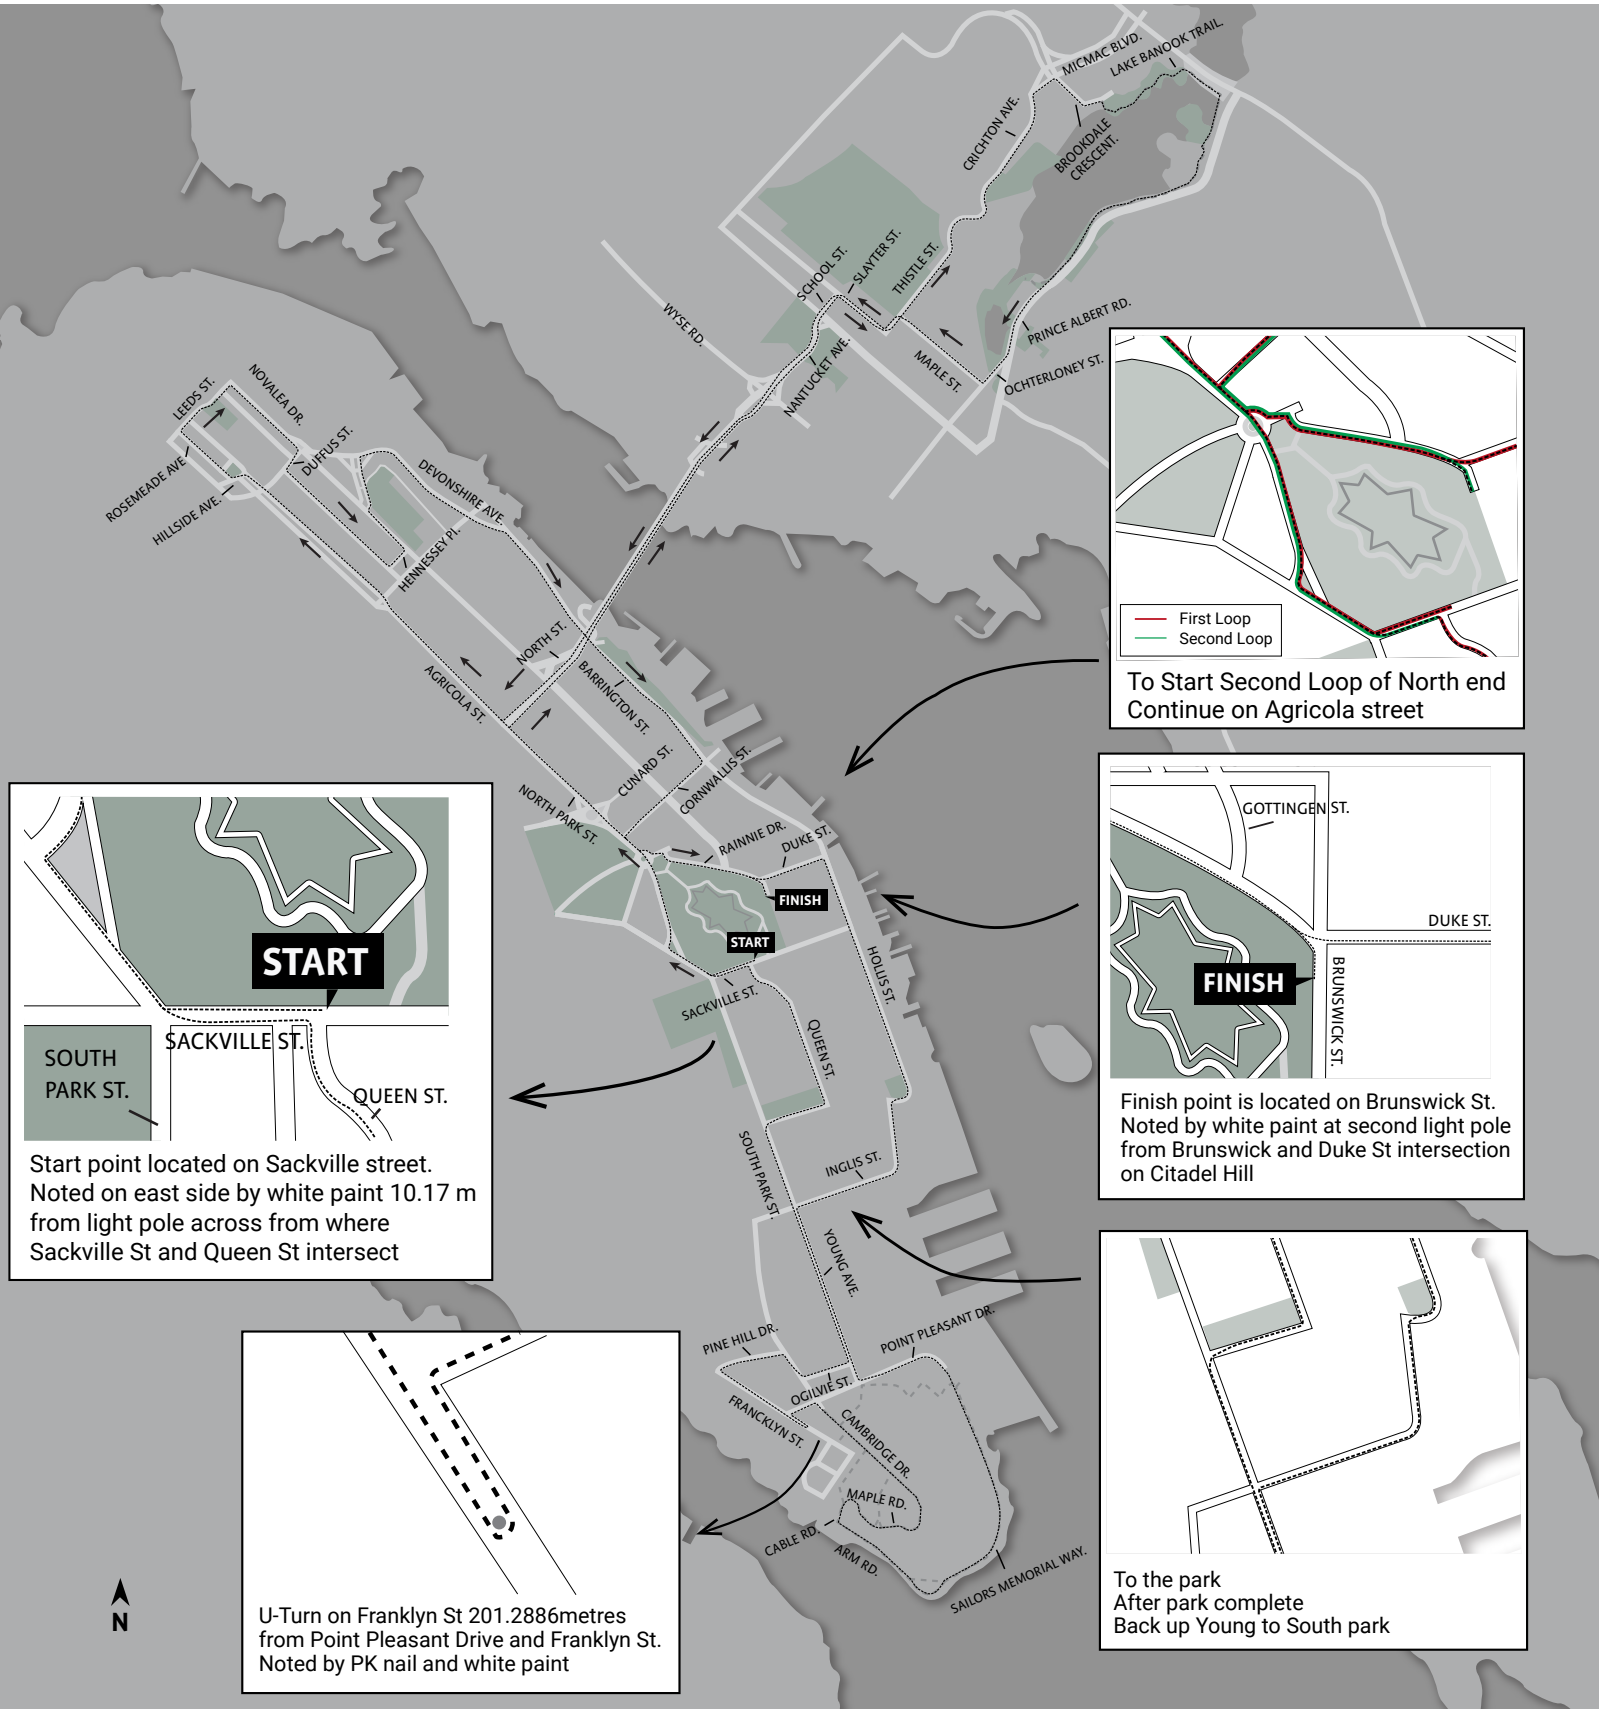 MICMAC BLVD.
LAKE BANOOK TRAIL.
CRICHTON AVE.
BROOKDALE
CRESCENT.
SCHOOL ST.
SLAYTER ST.
THISTLE ST.
WYSE RD.
NANTUCKET AVE.
MAPLE ST.
PRINCE ALBERT RD.
OCHTERLONEY ST.
LEEDS ST.
NOVALEA DR.
DUFFUS ST.
DEVONSHIRE AVE.
ROSEMEADE AVE
HILLSIDE AVE.
HENNESSEY Pl.
NORTH ST.
BARRINGTON ST.
AGRICOLA ST.
CUNARD ST.
CORNWALLIS ST.
NORTH PARK ST.
RAINNIE DR.
DUKE ST.
FINISH
START
SACKVILLE ST.
HOLLIS ST.
QUEEN ST.
SOUTH PARK ST.
INGLIS ST.
YOUNG AVE.
PINE HILL DR.
POINT PLEASANT DR.
OGILVIE ST.
FRANCKLYN ST.
CAMBRIDGE DR.
MAPLE RD.
CABLE RD.
ARM RD.
SAILORS MEMORIAL WAY.
First Loop
Second Loop
To Start Second Loop of North end
Continue on Agricola street
GOTTINGEN ST.
DUKE ST.
FINISH
BRUNSWICK ST.
Finish point is located on Brunswick St.
Noted by white paint at second light pole
from Brunswick and Duke St intersection
on Citadel Hill
START
SACKVILLE ST.
SOUTH
PARK ST.
QUEEN ST.
Start point located on Sackville street.
Noted on east side by white paint 10.17 m
from light pole across from where
Sackville St and Queen St intersect
To the park
After park complete
Back up Young to South park
U-Turn on Franklyn St 201.2886metres
from Point Pleasant Drive and Franklyn St.
Noted by PK nail and white paint
N